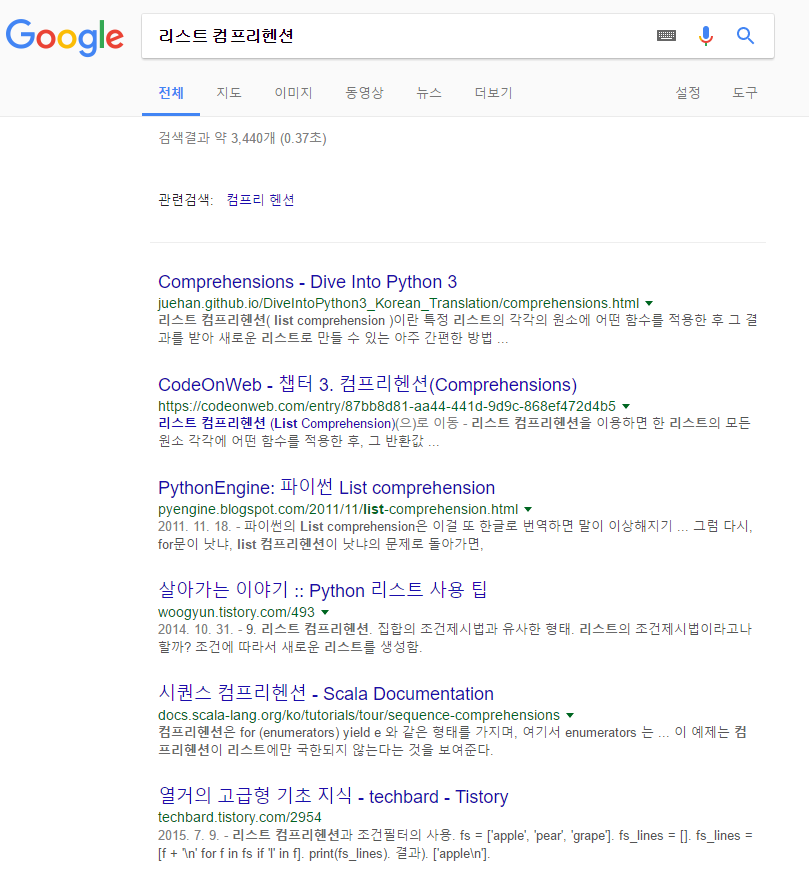 Google
리스트 컴프리헨션
전체 지도 이미지 동영상 뉴스 더보기 설정 도구
검색결과 약 3,440개 (0.37초)
관련검색: 컴프리 헨션
Comprehensions - Dive Into Python 3
juehan.github.io/DiveIntoPython3_Korean_Translation/comprehensions.html
리스트 컴프리헨션( list comprehension )이란 특정 리스트의 각각의 원소에 어떤 함수를 적용한 후 그 결
과를 받아 새로운 리스트로 만들 수 있는 아주 간편한 방법 ...
CodeOnWeb - 챕터 3. 컴프리헨션(Comprehensions)
https://codeonweb.com/entry/87bb8d81-aa44-441d-9d9c-868ef472d4b5
리스트 컴프리헨션 (List Comprehension)(으)로 이동 - 리스트 컴프리헨션을 이용하면 한 리스트의 모든
원소 각각에 어떤 함수를 적용한 후, 그 반환값 ...
PythonEngine: 파이썬 List comprehension
pyengine.blogspot.com/2011/11/list-comprehension.html
2011. 11. 18. - 파이썬의 List comprehension은 이걸 또 한글로 번역하면 말이 이상해지기 ... 그럼 다시,
for문이 낫냐, list 컴프리헨션이 낫냐의 문제로 돌아가면,
살아가는 이야기 :: Python 리스트 사용 팁
woogyun.tistory.com/493
2014. 10. 31. - 9. 리스트 컴프리헨션. 집합의 조건제시법과 유사한 형태. 리스트의 조건제시법이라고나
할까? 조건에 따라서 새로운 리스트를 생성함.
시퀀스 컴프리헨션 - Scala Documentation
docs.scala-lang.org/ko/tutorials/tour/sequence-comprehensions
컴프리헨션은 for (enumerators) yield e 와 같은 형태를 가지며, 여기서 enumerators 는 ... 이 예제는 컴
프리헨션이 리스트에만 국한되지 않는다는 것을 보여준다.
열거의 고급형 기초 지식 - techbard - Tistory
techbard.tistory.com/2954
2015. 7. 9. - 리스트 컴프리헨션과 조건필터의 사용. fs = ['apple', 'pear', 'grape']. fs_lines = []. fs_lines =
[f + '\n' for f in fs if 'l' in f]. print(fs_lines). 결과). ['apple\n'].